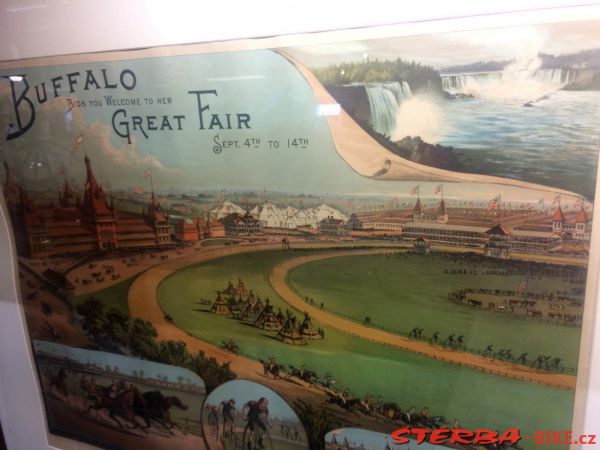 BUFFALO
BIDS YOU WELCOME TO HER
GREAT FAIR
SEPT. 4TH TO 14TH
STERBA-BIKE.cz